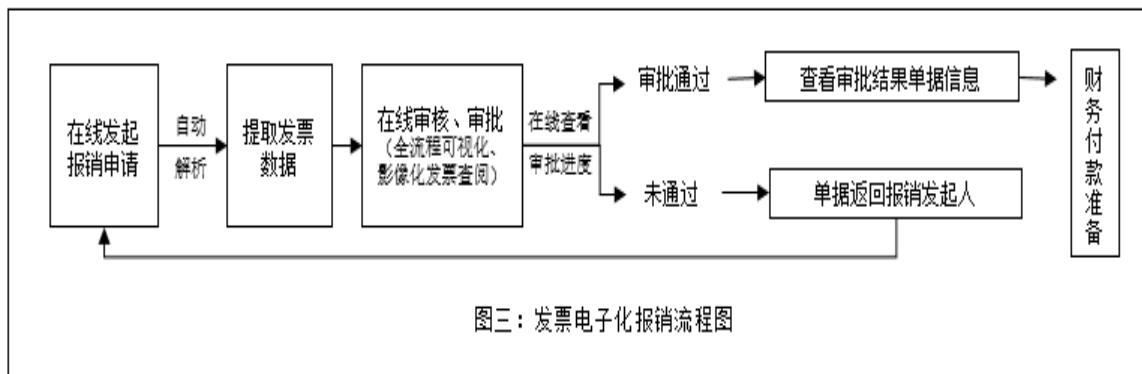 在线发起
报销申请
自动
解析
提取发票
数据
在线审核、审批
（全流程可视化、
影像化发票查阅）
在线查看
审批进度
审批通过
查看审批结果单据信息
未通过
单据返回报销发起人
财务付款准备
图三：发票电子化报销流程图